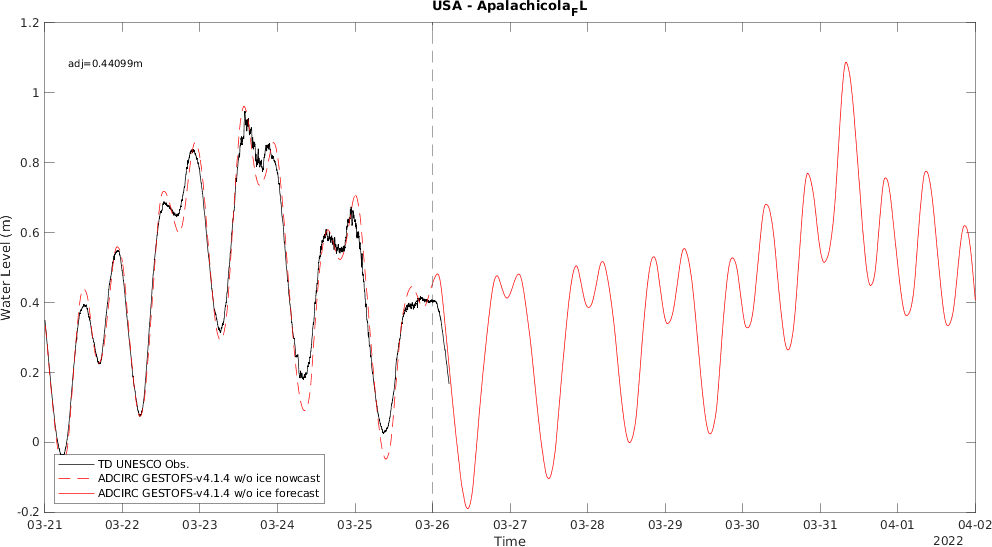 USA - Apalachicola_FL
1.2
adj=0.44099m
1
0.8
0.6
0.4
0.2
0
-0.2
Water Level (m)
TD UNESCO Obs.
ADCIRC GESTOFS-v4.1.4 w/o ice nowcast
ADCIRC GESTOFS-v4.1.4 w/o ice forecast
03-21 03-22 03-23 03-24 03-25 03-26 03-27 03-28 03-29 03-30 03-31 04-01 04-02
Time
2022